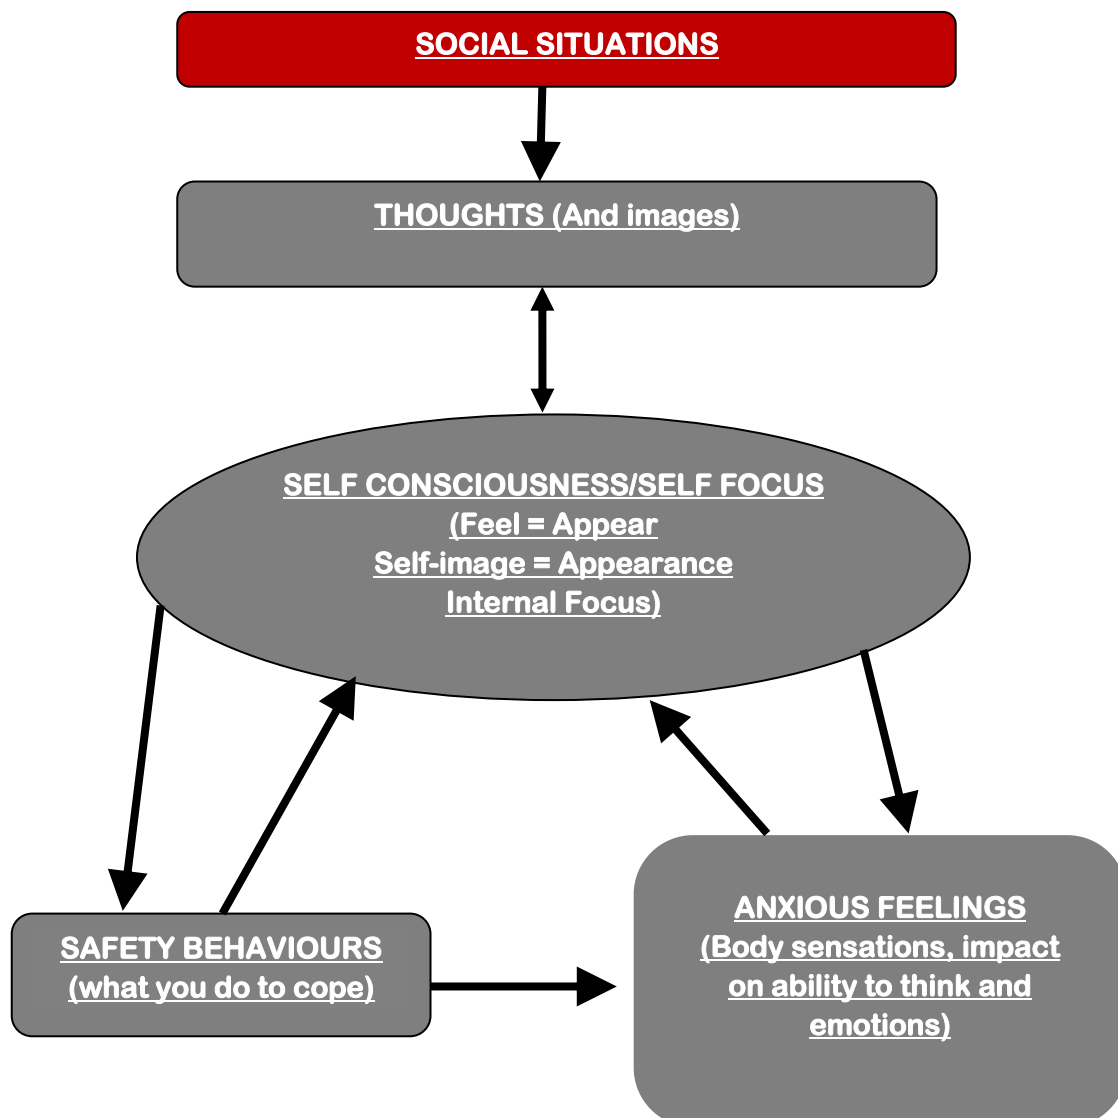 SOCIAL SITUATIONS
THOUGHTS (And images)
SELF CONSCIOUSNESS/SELF FOCUS
(Feel = Appear
Self-image = Appearance
Internal Focus)
SAFETY BEHAVIOURS
(what you do to cope)
ANXIOUS FEELINGS
(Body sensations, impact
on ability to think and
emotions)